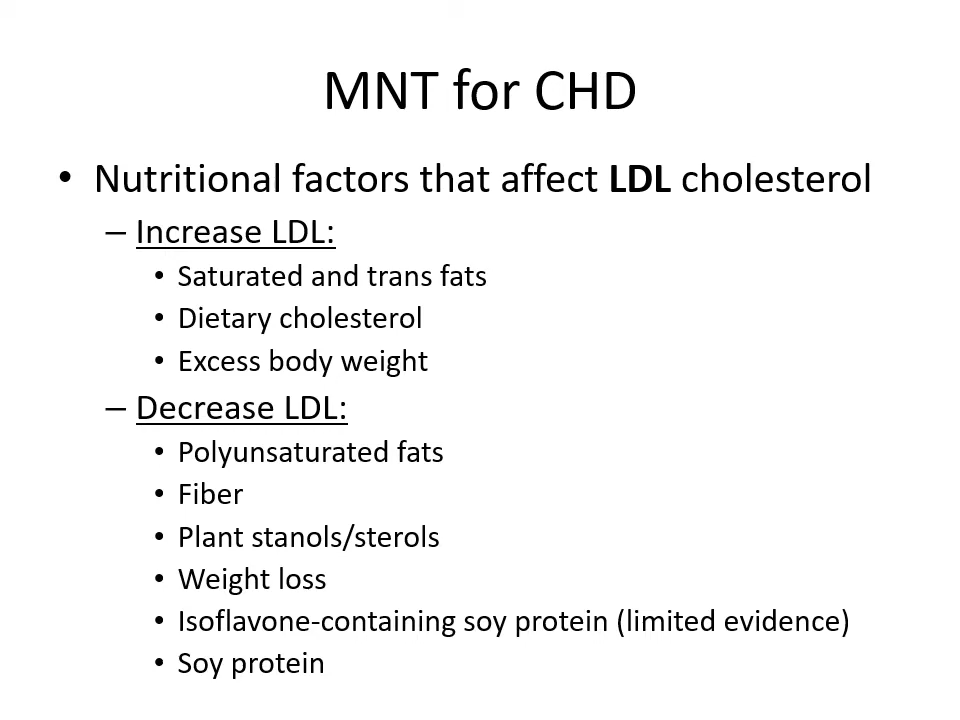 MNT for CHD
• Nutritional factors that affect LDL cholesterol
– Increase LDL:
• Saturated and trans fats
• Dietary cholesterol
• Excess body weight
– Decrease LDL:
• Polyunsaturated fats
• Fiber
• Plant stanols/sterols
• Weight loss
• Isoflavone-containing soy protein (limited evidence)
• Soy protein